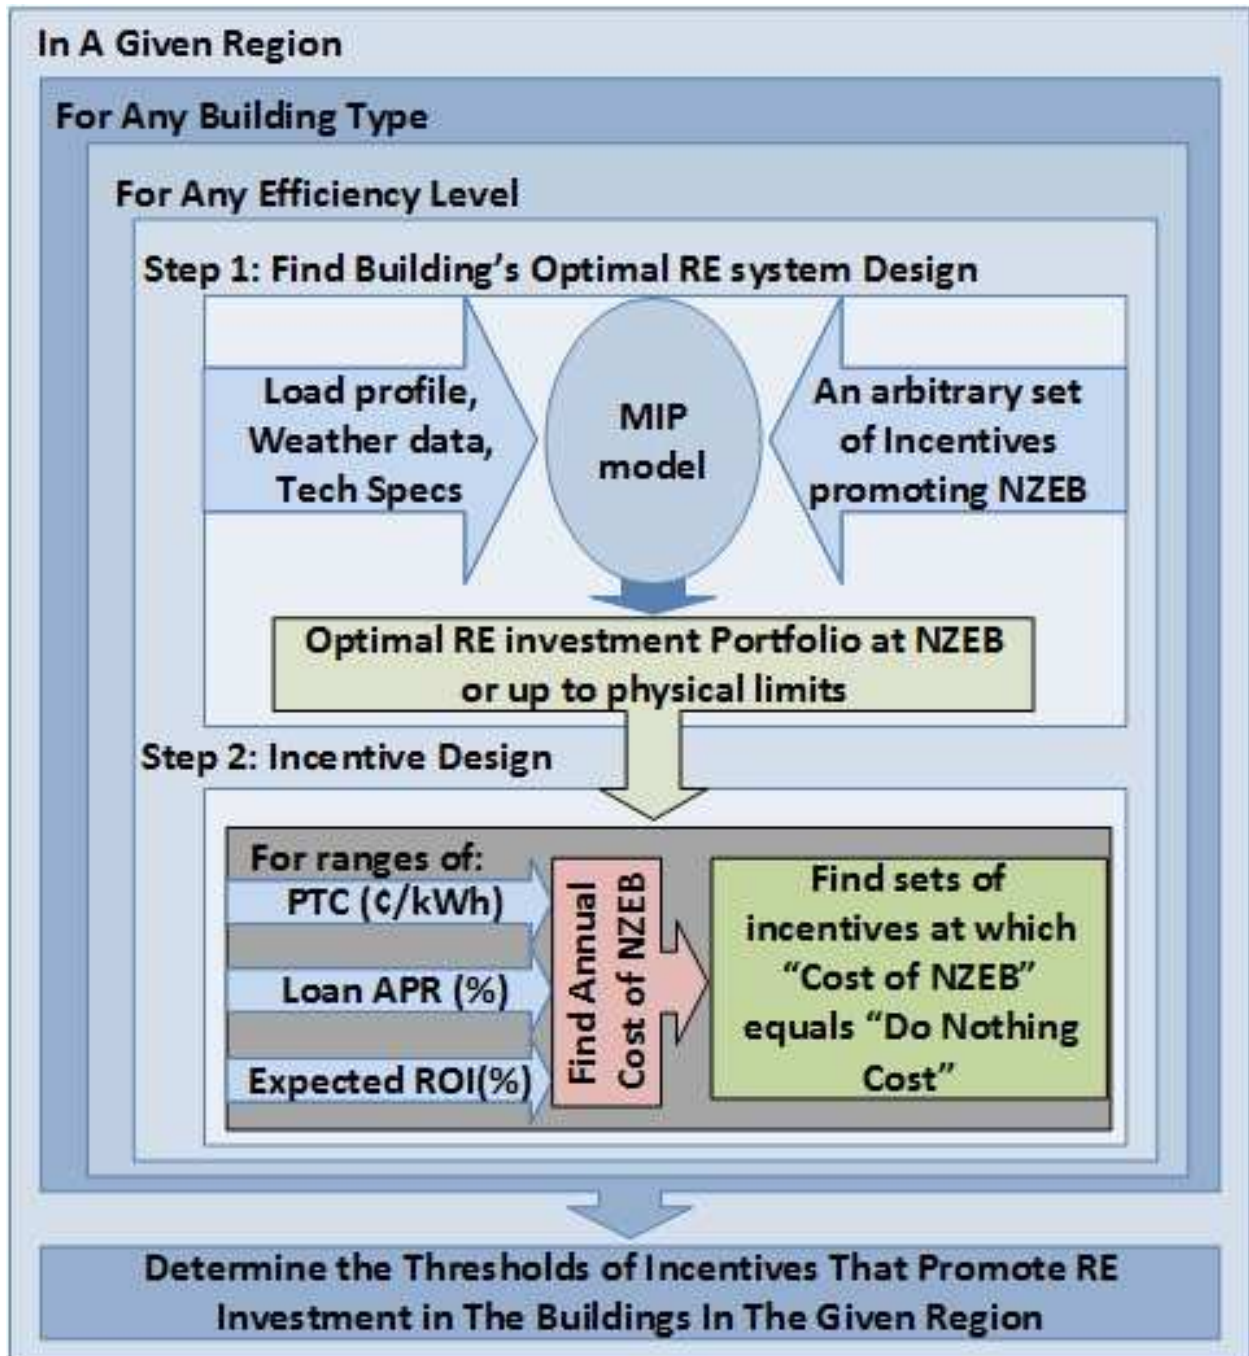 In A Given Region
For Any Building Type
For Any Efficiency Level
Step 1: Find Building's Optimal RE system Design
Load profile,
Weather data,
Tech Specs
MIP
model
An arbitrary set
of Incentives
promoting NZEB
Optimal RE investment Portfolio at NZEB
or up to physical limits
Step 2: Incentive Design
For ranges of:
PTC (¢/kWh)
Loan APR (%)
Expected ROI(%)
Find Annual
Cost of NZEB
Find sets of
incentives at which
“Cost of NZEB”
equals “Do Nothing
Cost”
Determine the Thresholds of Incentives That Promote RE
Investment in The Buildings In The Given Region